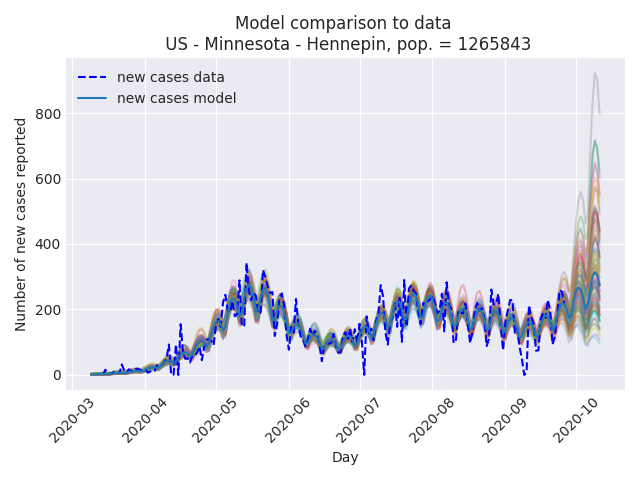 Model comparison to data
US - Minnesota - Hennepin, pop. = 1265843
new cases data
new cases model
Number of new cases reported
800
600
400
200
0
2020-03
2020-04
2020-05
2020-06
2020-07
2020-08
2020-09
2020-10
Day